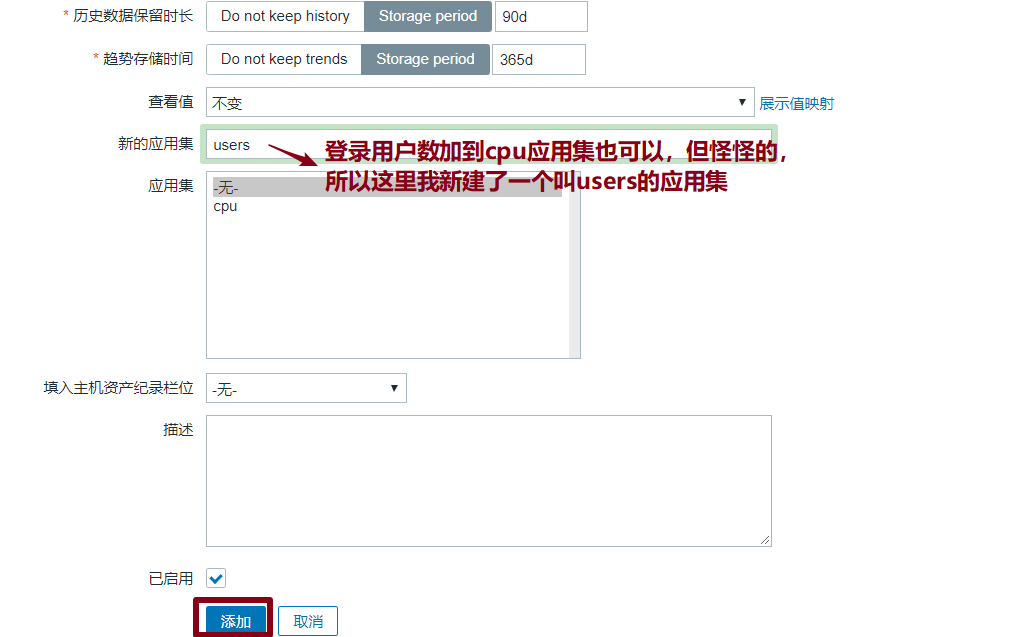 * 历史数据保留时长 Do not keep history Storage period 90d
* 趋势存储时间 Do not keep trends Storage period 365d
查看值 不变 展示值映射
新的应用集 users 登录用户数加到cpu应用集也可以，但怪怪的，
所以这里我新建了一个叫users的应用集
应用集 -无-
cpu
填入主机资产纪录栏位 -无-
描述
已启用
添加 取消